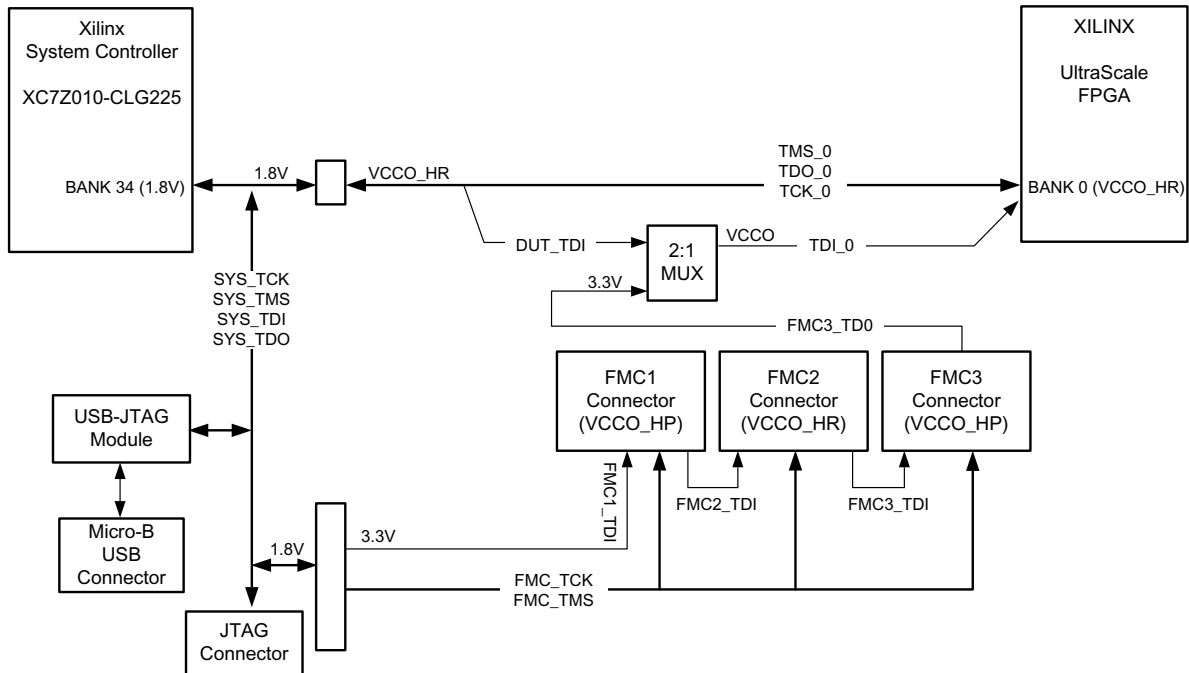 Xilinx
System Controller
XC7Z010-CLG225
BANK 34 (1.8V)
1.8V
VCCO_HR
TMS_0
TDO_0
TCK_0
XILINX
UltraScale
FPGA
BANK 0 (VCCO_HR)
DUT_TDI
2:1
MUX
VCCO
TDI_0
3.3V
FMC3_TD0
SYS_TCK
SYS_TMS
SYS_TDI
SYS_TDO
FMC1
Connector
(VCCO_HP)
FMC2
Connector
(VCCO_HR)
FMC3
Connector
(VCCO_HP)
USB-JTAG
Module
FMC1_TDI
FMC2_TDI
FMC3_TDI
Micro-B
USB
Connector
1.8V
3.3V
FMC_TCK
FMC_TMS
JTAG
Connector